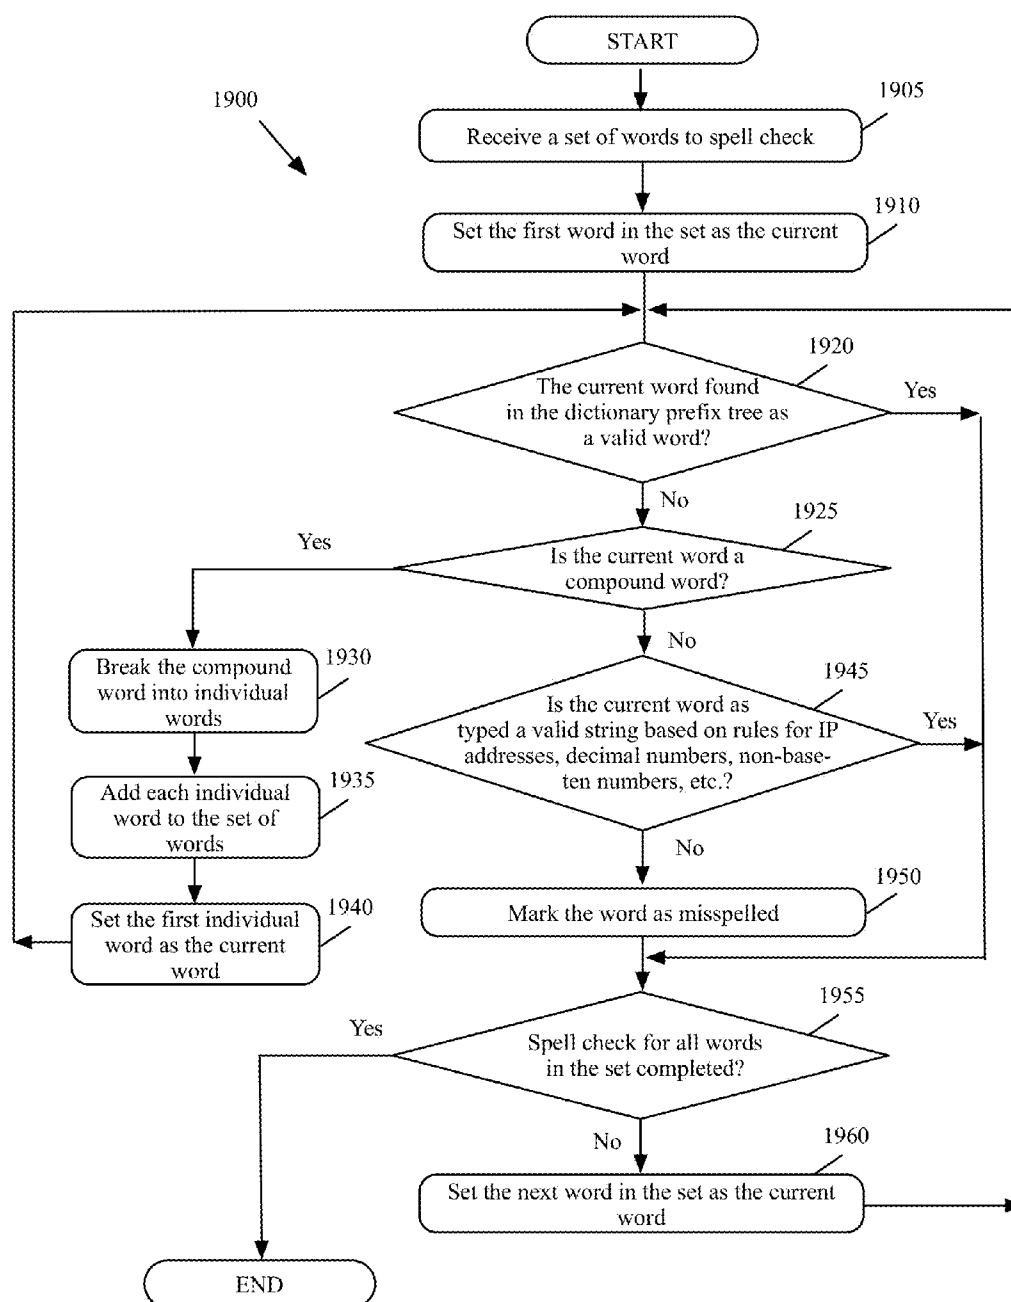 START
1900
1905
Receive a set of words to spell check
1910
Set the first word in the set as the current
word
1920
The current word found
in the dictionary prefix tree as
a valid word?
Yes
No
1925
Yes
Is the current word a
compound word?
No
1930
Break the compound
word into individual
words
1945
Is the current word as
typed a valid string based on rules for IP
addresses, decimal numbers, non-base-
ten numbers, etc.?
Yes
1935
Add each individual
word to the set of
words
No
1940
Set the first individual
word as the current
word
1950
Mark the word as misspelled
1955
Yes
Spell check for all words
in the set completed?
No
1960
Set the next word in the set as the current
word
END